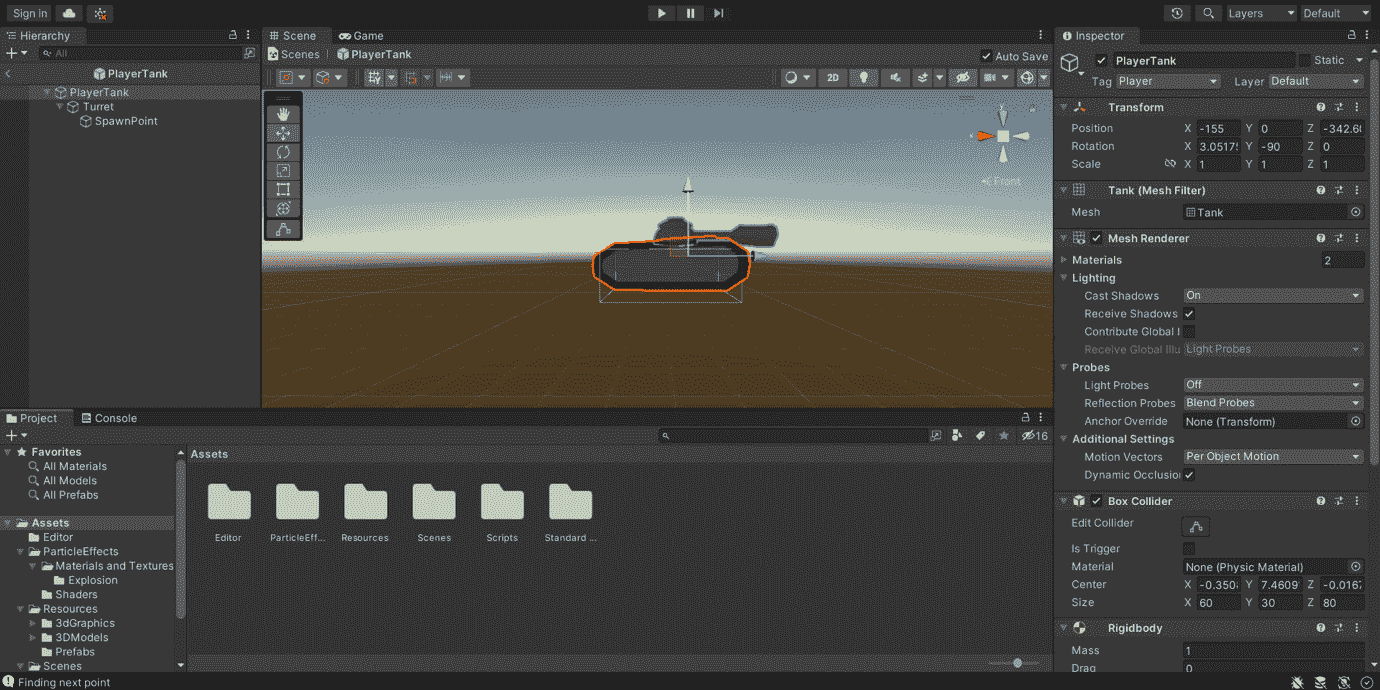 Sign in
Layers
Default
Hierarchy
All
PlayerTank
PlayerTank
Turret
SpawnPoint
Scene
Game
Scenes
PlayerTank
Auto Save
2D
y
x
Front
Project
Console
16
Favorites
All Materials
All Models
All Prefabs
Assets
Editor
ParticleEffects
Materials and Textures
Explosion
Shaders
Resources
3dGraphics
3DModels
Prefabs
Scenes
Assets
Editor
ParticleEff...
Resources
Scenes
Scripts
Standard ...
Inspector
PlayerTank
Static
Tag Player
Layer Default
Transform
Position X -155 Y 0 Z -342.60
Rotation X 3.0517 Y -90 Z 0
Scale X 1 Y 1 Z 1
Tank (Mesh Filter)
Mesh Tank
Mesh Renderer
Materials 2
Lighting
Cast Shadows On
Receive Shadows
Contribute Global I
Receive Global Illu Light Probes
Probes
Light Probes Off
Reflection Probes Blend Probes
Anchor Override None (Transform)
Additional Settings
Motion Vectors Per Object Motion
Dynamic Occlusio
Box Collider
Edit Collider
Is Trigger
Material None (Physic Material)
Center X -0.350 Y 7.4609 Z -0.0167
Size X 60 Y 30 Z 80
Rigidbody
Mass 1
Drag 0
Finding next point